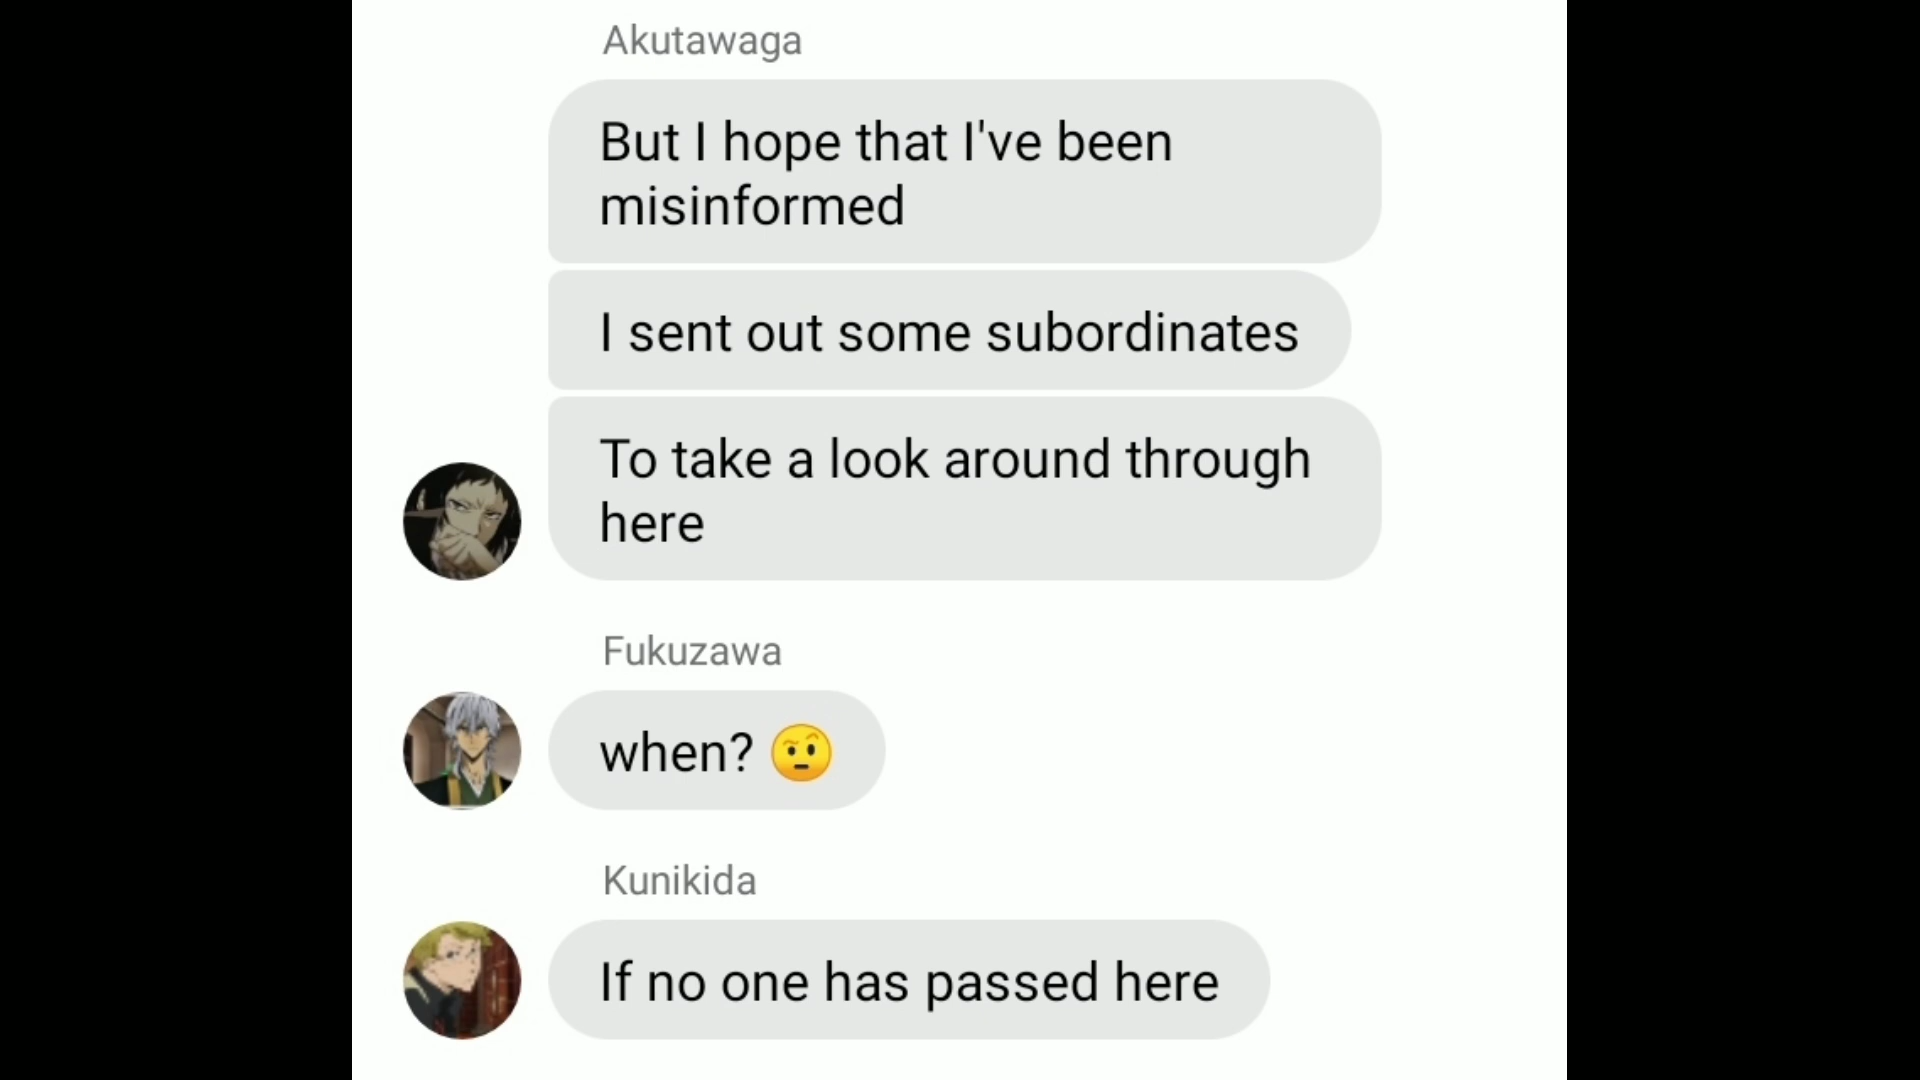 Akutawaga
But I hope that I've been
misinformed
I sent out some subordinates
To take a look around through
here
Fukuzawa
when? 🤨
Kunikida
If no one has passed here